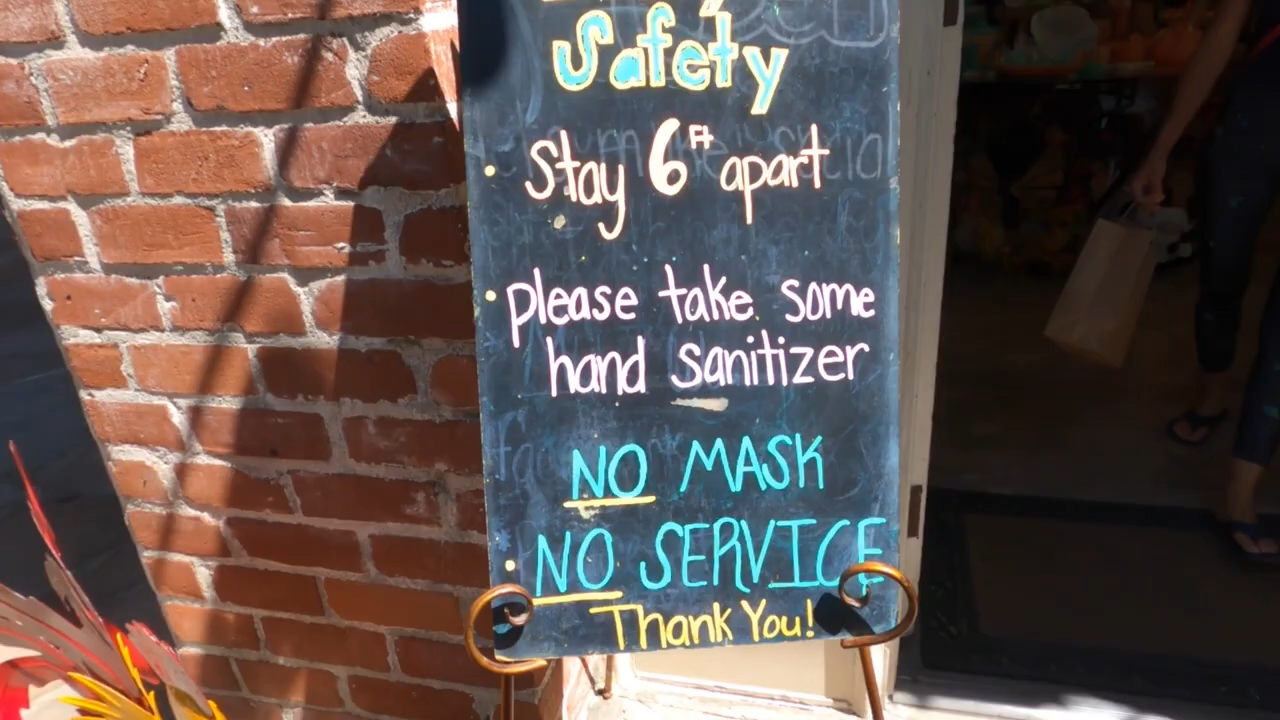 Safety
• Stay 6 Ft apart
• please take some
hand sanitizer
NO MASK
• NO SERVICE
Thank You!